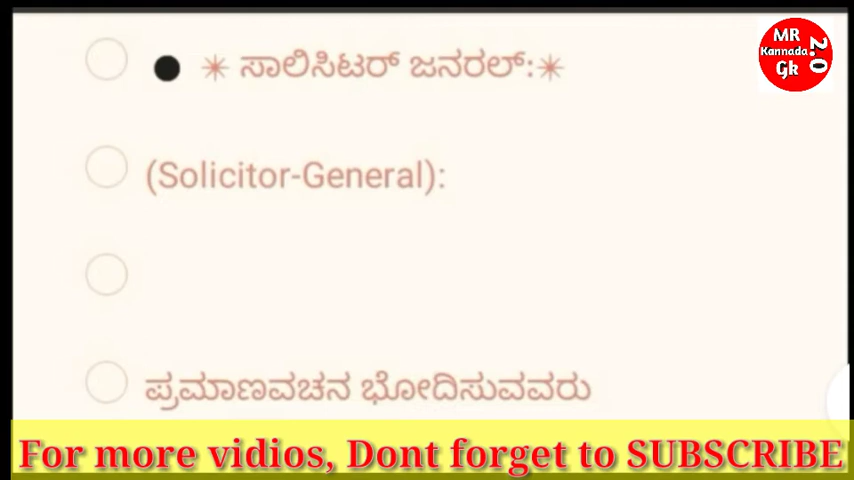 ● ✳ ಸಾಲಿಸಿಟರ್ ಜನರಲ್:✳
MR
Kannada
Gk
2.0
(Solicitor-General):
ಪ್ರಮಾಣವಚನ ಭೋದಿಸುವವರು
For more vidios, Dont forget to SUBSCRIBE